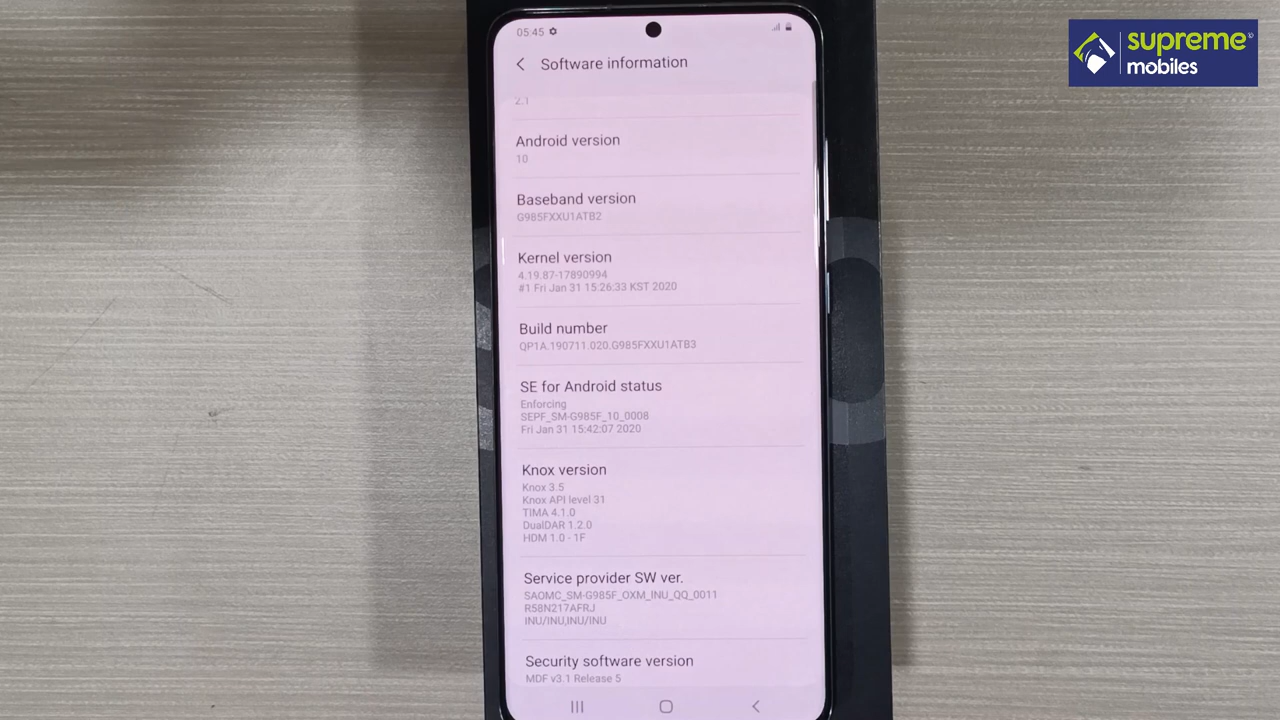 05:45
Software information
2.1
Android version
10
Baseband version
G985FXXU1ATB2
Kernel version
4.19.87-17890994
#1 Fri Jan 31 15:26:33 KST 2020
Build number
QP1A.190711.020.G985FXXU1ATB3
SE for Android status
Enforcing
SEPF_SM-G985F_10_0008
Fri Jan 31 15:42:07 2020
Knox version
Knox 3.5
Knox API level 31
TIMA 4.1.0
DualDAR 1.2.0
HDM 1.0 - 1F
Service provider SW ver.
SAOMC_SM-G985F_OXM_INU_QQ_0011
R58N217AFRJ
INU/INU,INU/INU
Security software version
MDF v3.1 Release 5
supreme
mobiles